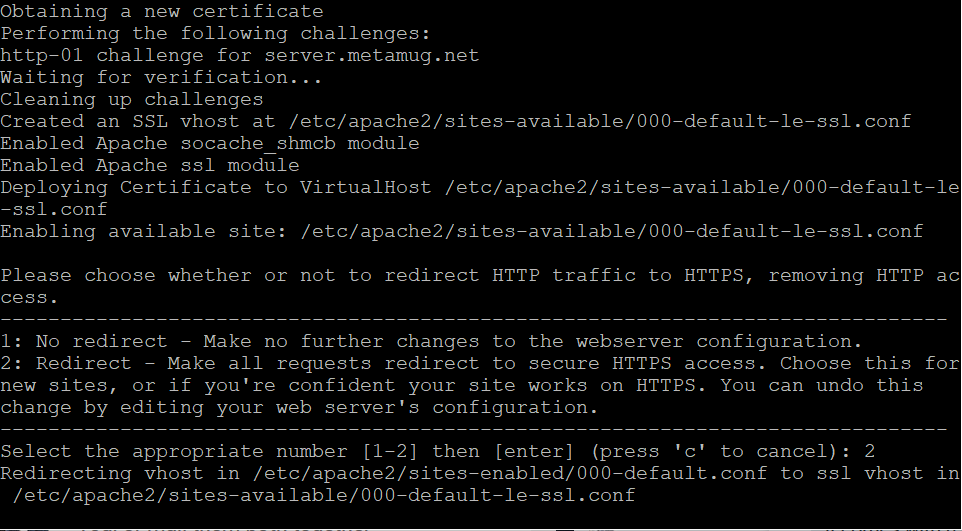 Obtaining a new certificate
Performing the following challenges:
http-01 challenge for server.metamug.net
Waiting for verification...
Cleaning up challenges
Created an SSL vhost at /etc/apache2/sites-available/000-default-le-ssl.conf
Enabled Apache socache_shmcb module
Enabled Apache ssl module
Deploying Certificate to VirtualHost /etc/apache2/sites-available/000-default-le
-ssl.conf
Enabling available site: /etc/apache2/sites-available/000-default-le-ssl.conf
Please choose whether or not to redirect HTTP traffic to HTTPS, removing HTTP ac
cess.
-------------------------------------------------------------------------------
1: No redirect - Make no further changes to the webserver configuration.
2: Redirect - Make all requests redirect to secure HTTPS access. Choose this for
new sites, or if you're confident your site works on HTTPS. You can undo this
change by editing your web server's configuration.
-------------------------------------------------------------------------------
Select the appropriate number [1-2] then [enter] (press 'c' to cancel): 2
Redirecting vhost in /etc/apache2/sites-enabled/000-default.conf to ssl vhost in
/etc/apache2/sites-available/000-default-le-ssl.conf